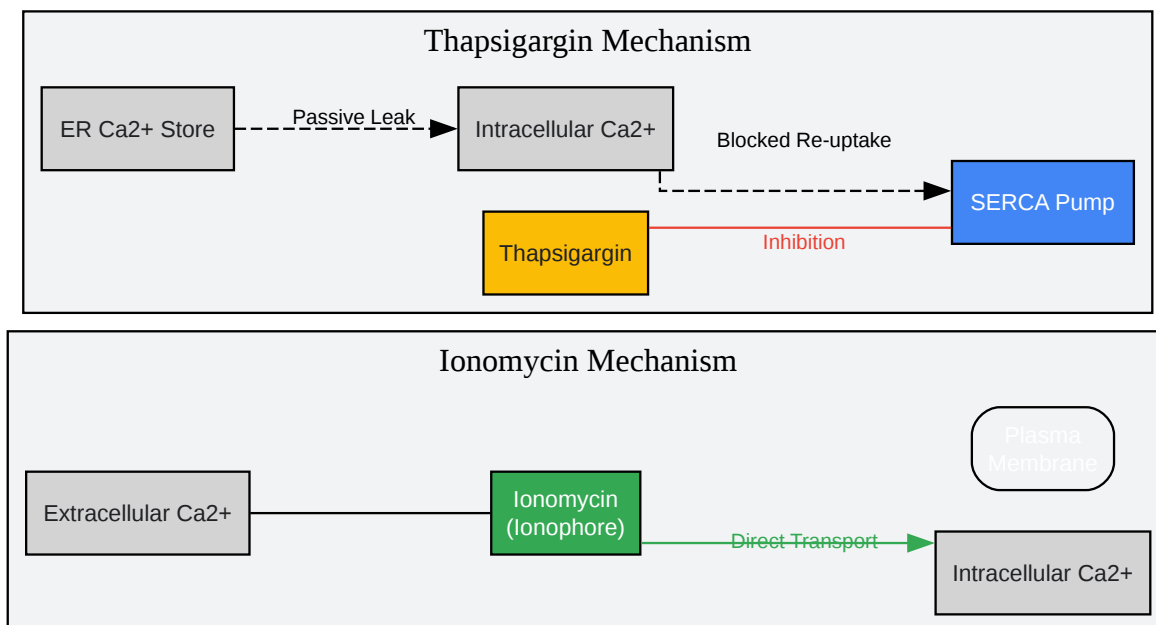 Thapsigargin Mechanism
ER Ca2+ Store
Passive Leak
Intracellular Ca2+
Blocked Re-uptake
SERCA Pump
Thapsigargin
Inhibition
Ionomycin Mechanism
Plasma
Membrane
Extracellular Ca2+
Ionomycin
(Ionophore)
Direct Transport
Intracellular Ca2+